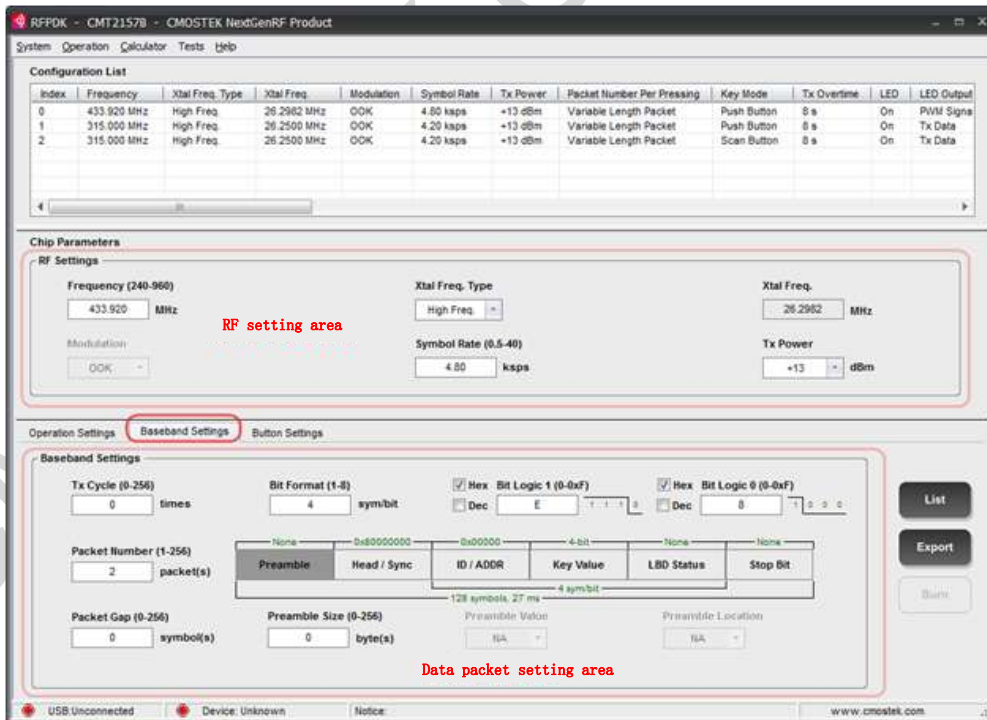 RFPDK - CMT2157B - CMOSTEK NextGenRF Product
System Operation Calculator Tests Help
Configuration List
Index Frequency Xtal Freq. Type Xtal Freq. Modulation Symbol Rate Tx Power Packet Number Per Pressing Key Mode Tx Overtime LED LED Output
0 433.920 MHz High Freq. 26.2982 MHz OOK 4.80 ksps +13 dBm Variable Length Packet Push Button 8 s On PWM Signa
1 315.000 MHz High Freq. 26.2500 MHz OOK 4.20 ksps +13 dBm Variable Length Packet Push Button 8 s On Tx Data
2 315.000 MHz High Freq. 26.2500 MHz OOK 4.20 ksps +13 dBm Variable Length Packet Scan Button 8 s On Tx Data
Chip Parameters
RF Settings
Frequency (240-960) Xtal Freq. Type Xtal Freq.
433.920 MHz High Freq. 26.2982 MHz
RF setting area
Modulation Symbol Rate (0.5-40) Tx Power
OOK 4.80 ksps +13 dBm
Operation Settings Baseband Settings Button Settings
Baseband Settings
Tx Cycle (0-256) Bit Format (1-8) Hex Bit Logic 1 (0-0xF) Hex Bit Logic 0 (0-0xF)
0 times 4 sym/bit Dec E 1 1 1 0 Dec 8 1 0 0 0
List
None 0x80000000 0x00000 4-bit None None
Packet Number (1-256) Preamble Head / Sync ID / ADDR Key Value LBD Status Stop Bit
Export
2 packet(s)
4 sym/bit
128 symbols, 27 ms
Burn
Packet Gap (0-256) Preamble Size (0-256) Preamble Value Preamble Location
0 symbol(s) 0 byte(s) NA NA
Data packet setting area
USB:Unconnected Device: Unknown Notice: www.cmostek.com